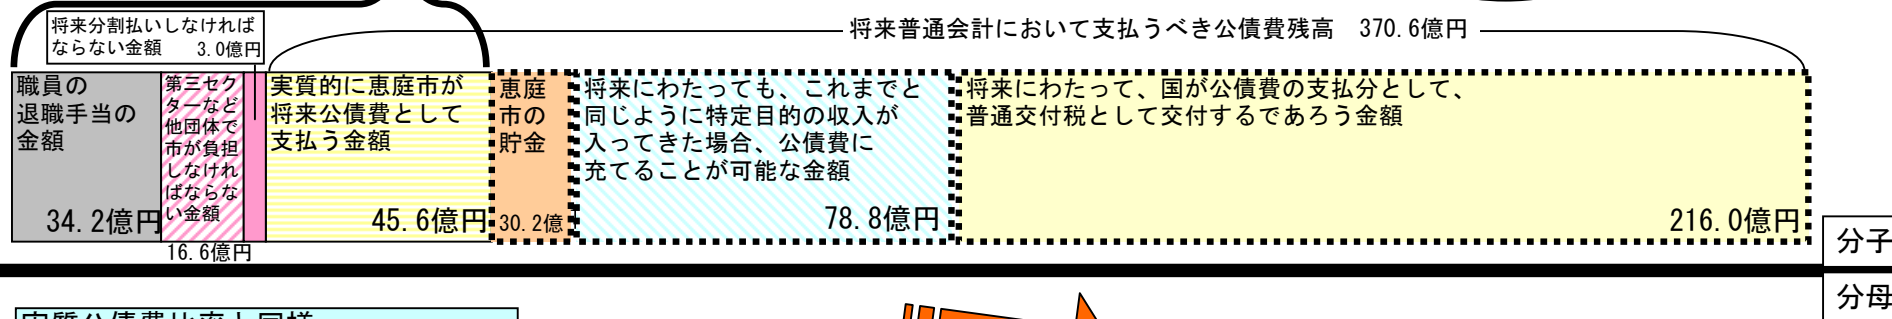 将来分割払いしなければ
ならない金額　3.0億円
将来普通会計において支払うべき公債費残高　370.6億円
職員の
退職手当の
金額
34.2億円
第三セク
ターなど
他団体で
市が負担
しなけれ
ばならな
い金額
16.6億円
実質的に恵庭市が
将来公債費として
支払う金額
45.6億円
恵庭
市の
貯金
30.2億
将来にわたっても、これまでと
同じように特定目的の収入が
入ってきた場合、公債費に
充てることが可能な金額
78.8億円
将来にわたって、国が公債費の支払分として、
普通交付税として交付するであろう金額
216.0億円
分子
分母
実質公債費比率と同様